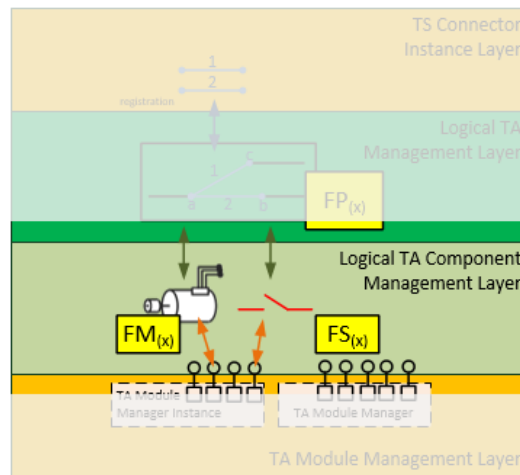 TS Connector
Instance Layer
1
2
registration
Logical TA
Management Layer
c
1
a 2 b
FP(x)
Logical TA Component
Management Layer
FM(x)
FS(x)
TA Module
Manager Instance
TA Module Manager
TA Module Management Layer